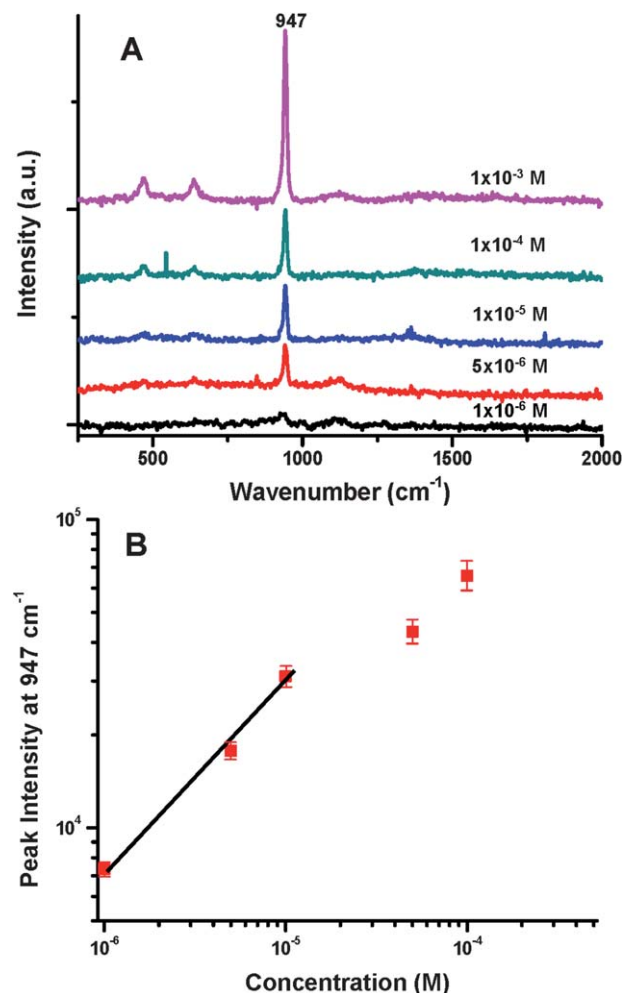 947
A
1x10⁻³ M
1x10⁻⁴ M
1x10⁻⁵ M
5x10⁻⁶ M
1x10⁻⁶ M
Intensity (a.u.)
500 1000 1500 2000
Wavenumber (cm⁻¹)
B
10⁵
10⁴
Peak Intensity at 947 cm⁻¹
10⁻⁶ 10⁻⁵ 10⁻⁴
Concentration (M)